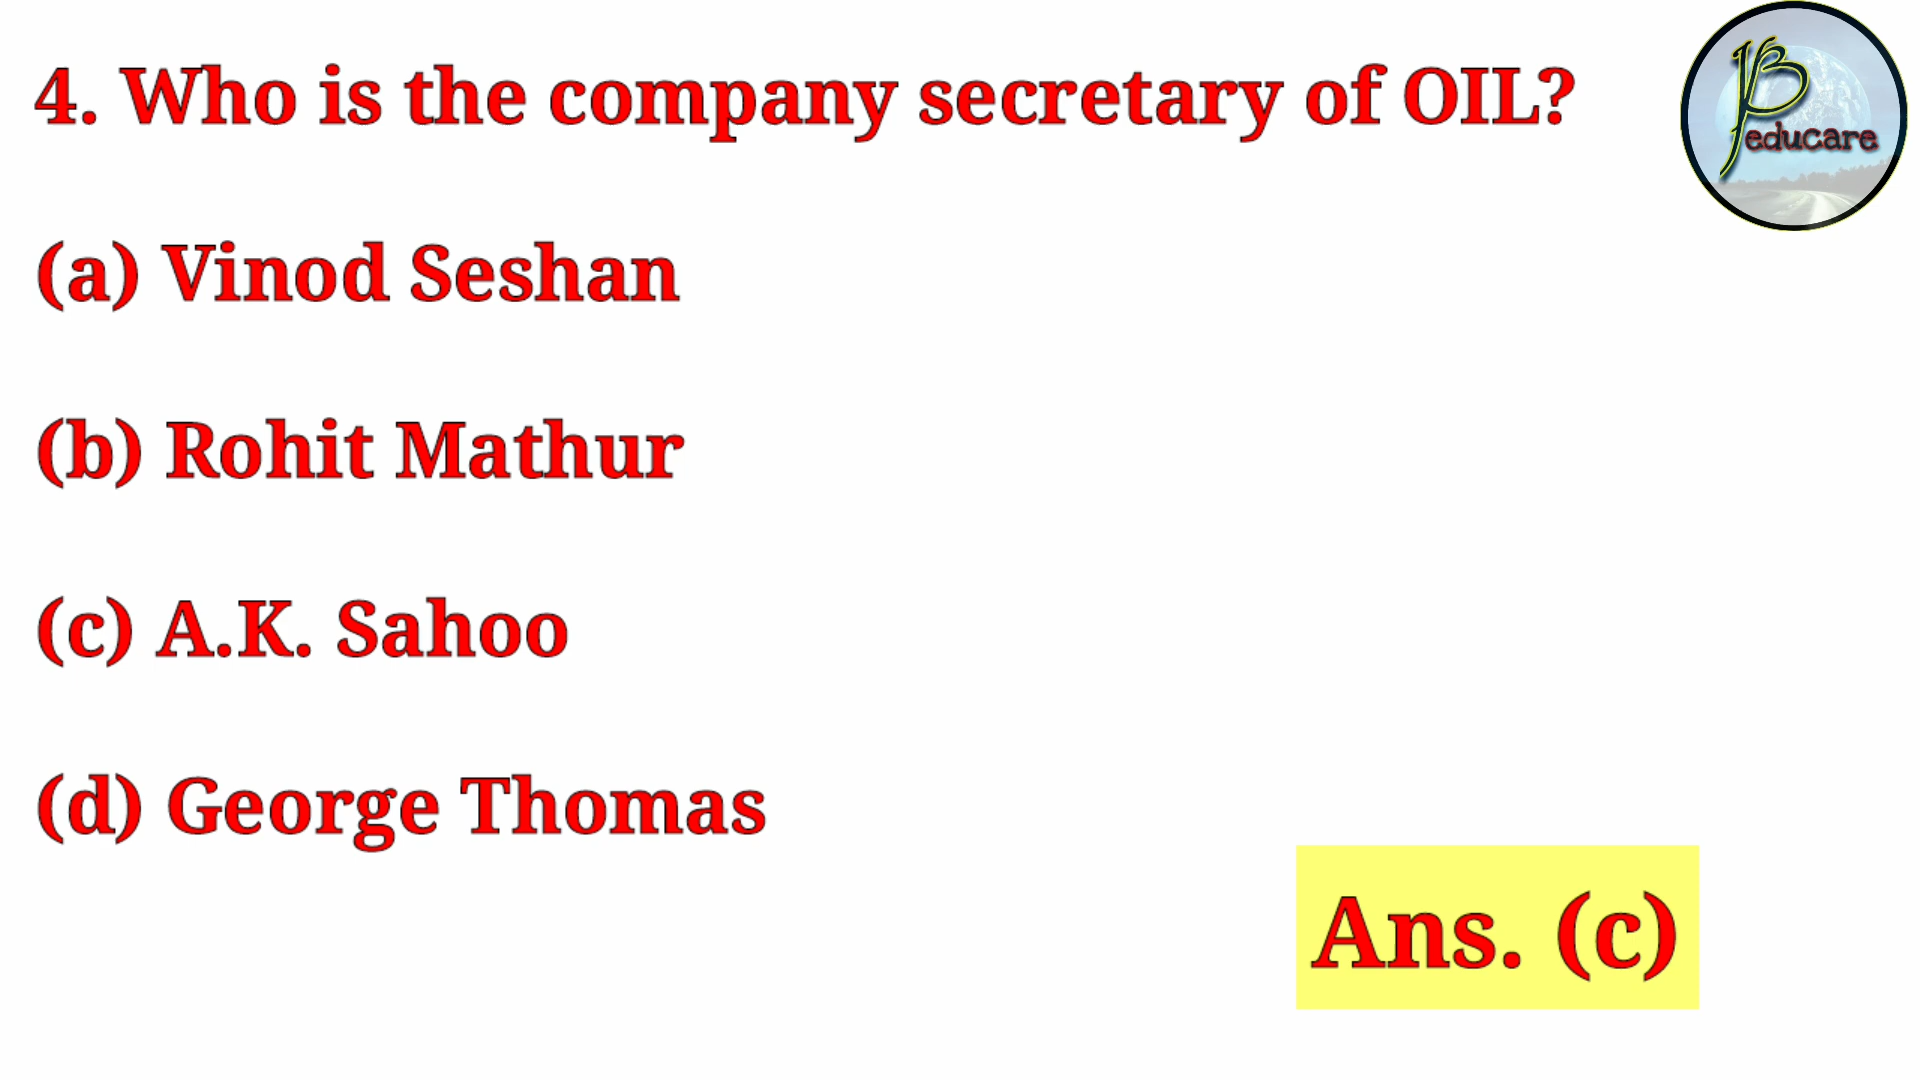 4. Who is the company secretary of OIL?
(a) Vinod Seshan
(b) Rohit Mathur
(c) A.K. Sahoo
(d) George Thomas
Ans. (c)
educare